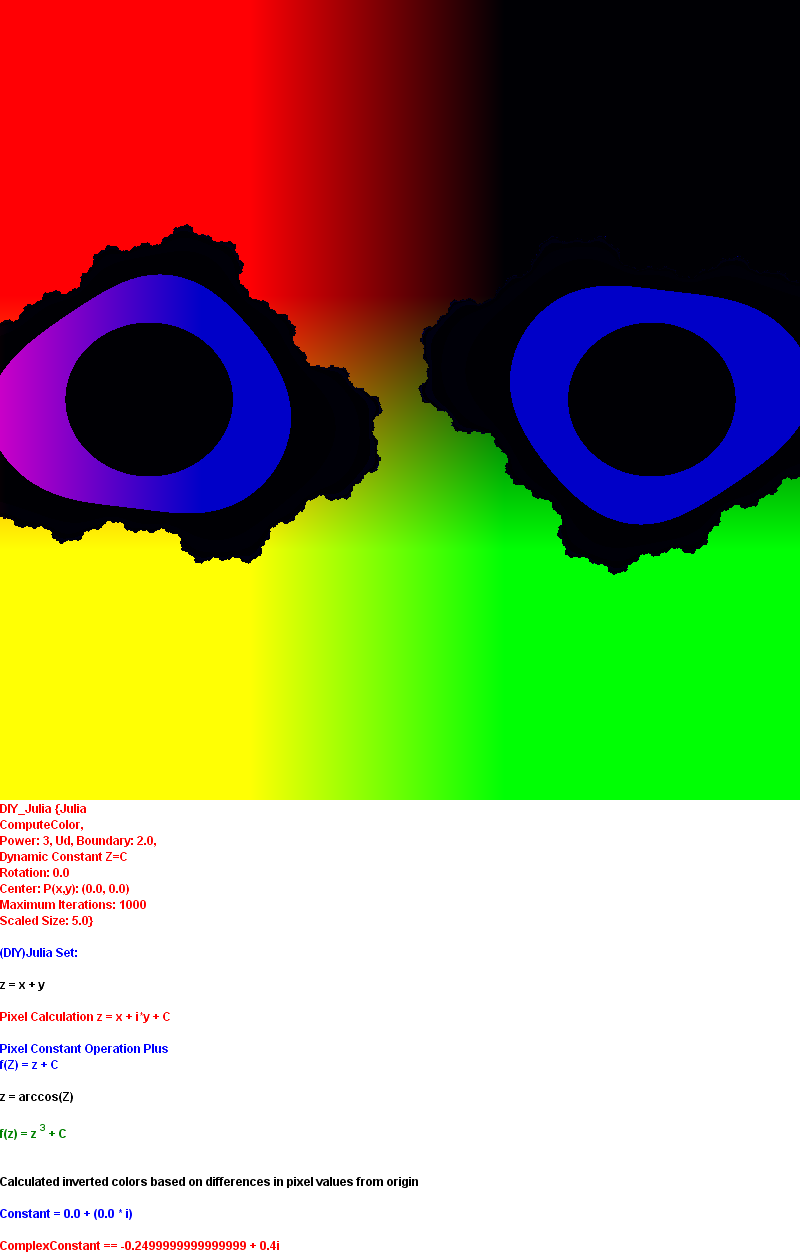 DIY_Julia {Julia
ComputeColor,
Power: 3, Ud, Boundary: 2.0,
Dynamic Constant Z=C
Rotation: 0.0
Center: P(x,y): (0.0, 0.0)
Maximum Iterations: 1000
Scaled Size: 5.0}
(DIY)Julia Set:
z = x + y
Pixel Calculation z = x + i*y + C
Pixel Constant Operation Plus
f(Z) = z + C
z = arccos(Z)
f(z) = z ³ + C
Calculated inverted colors based on differences in pixel values from origin
Constant = 0.0 + (0.0 * i)
ComplexConstant == -0.2499999999999999 + 0.4i